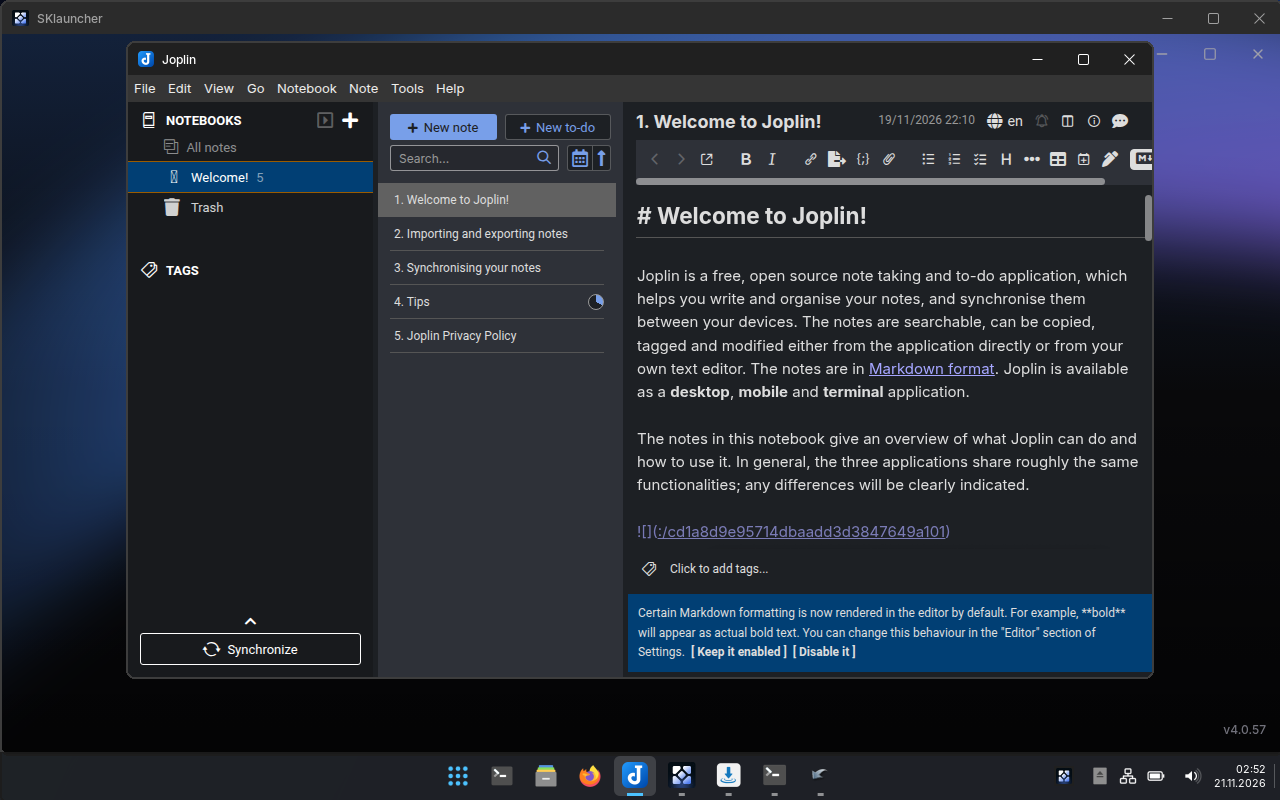 SKlauncher
Joplin
File Edit View Go Notebook Note Tools Help
NOTEBOOKS
All notes
Welcome! 5
Trash
TAGS
Synchronize
New note
New to-do
Search...
1. Welcome to Joplin!
2. Importing and exporting notes
3. Synchronising your notes
4. Tips
5. Joplin Privacy Policy
1. Welcome to Joplin!
19/11/2026 22:10
en
# Welcome to Joplin!
Joplin is a free, open source note taking and to-do application, which
helps you write and organise your notes, and synchronise them
between your devices. The notes are searchable, can be copied,
tagged and modified either from the application directly or from your
own text editor. The notes are in Markdown format. Joplin is available
as a desktop, mobile and terminal application.
The notes in this notebook give an overview of what Joplin can do and
how to use it. In general, the three applications share roughly the same
functionalities; any differences will be clearly indicated.
![](:/cd1a8d9e95714dbaadd3d3847649a101)
Click to add tags...
Certain Markdown formatting is now rendered in the editor by default. For example, **bold**
will appear as actual bold text. You can change this behaviour in the "Editor" section of
Settings. [ Keep it enabled ] [ Disable it ]
v4.0.57
02:52
21.11.2026